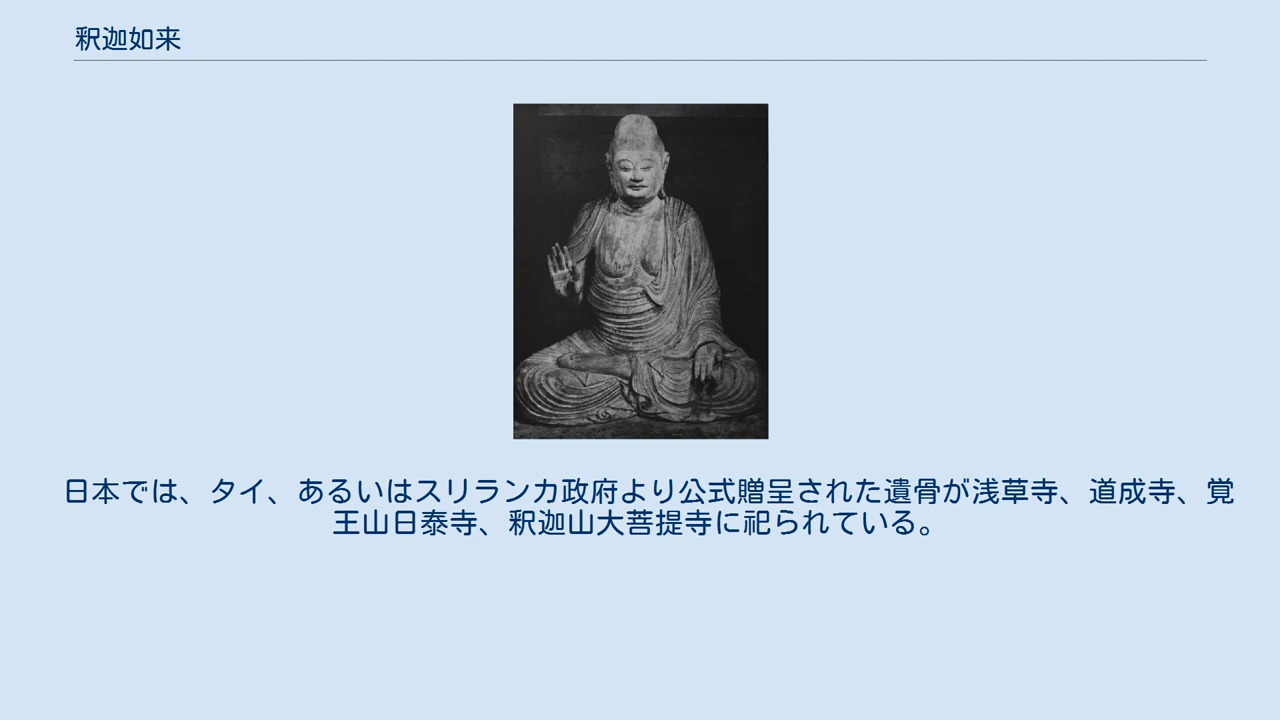 釈迦如来
日本では、タイ、あるいはスリランカ政府より公式贈呈された遺骨が浅草寺、道成寺、覚
王山日泰寺、釈迦山大菩提寺に祀られている。